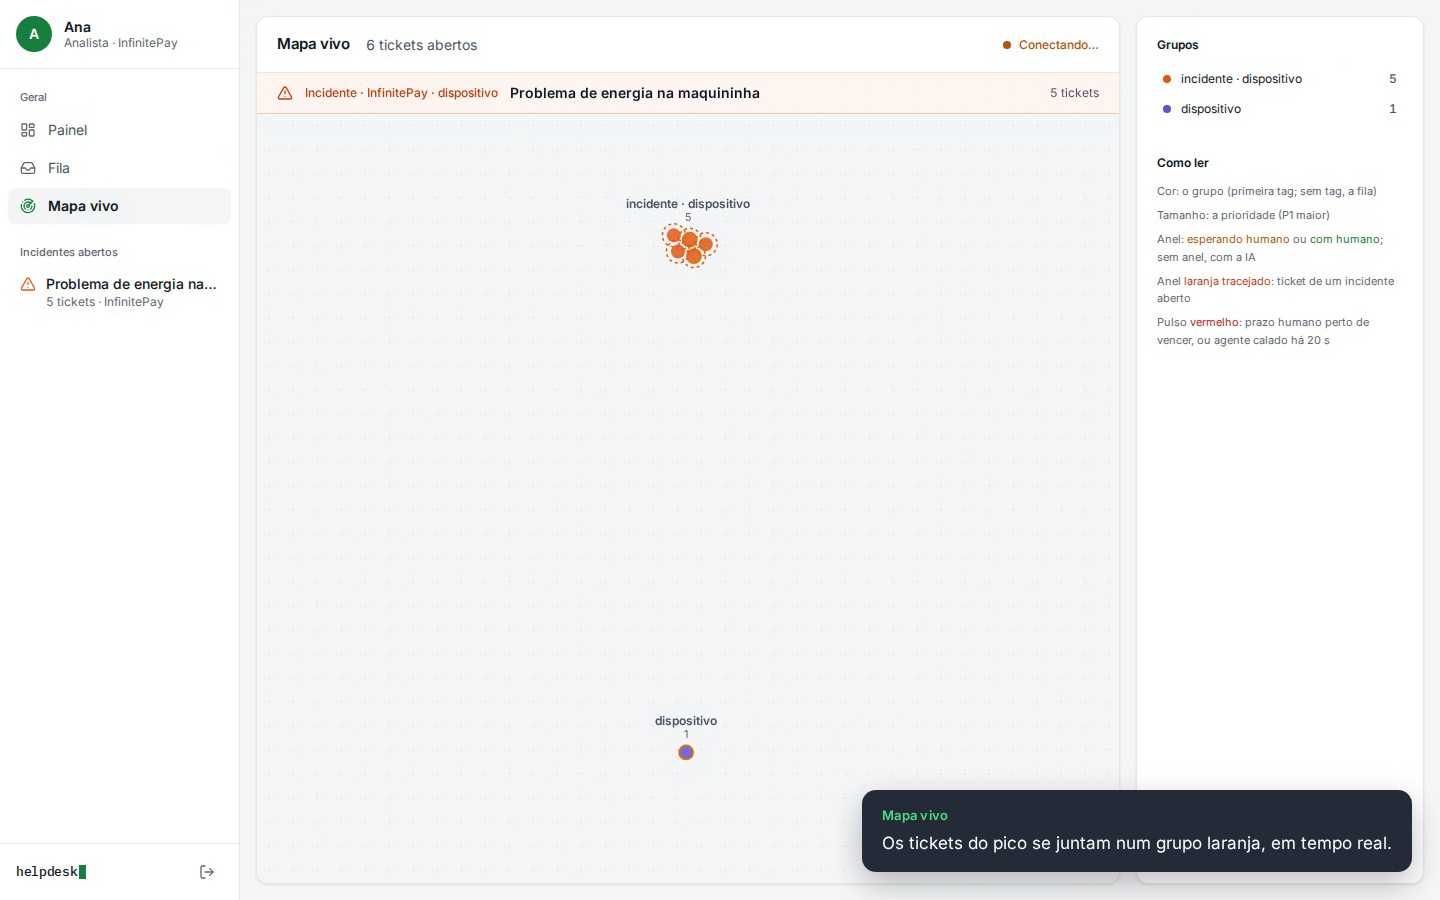 A
Ana
Analista · InfinitePay
Geral
Painel
Fila
Mapa vivo
Incidentes abertos
Problema de energia na...
5 tickets · InfinitePay
helpdesk
Mapa vivo 6 tickets abertos
Conectando...
Incidente · InfinitePay · dispositivo Problema de energia na maquininha 5 tickets
incidente · dispositivo
5
dispositivo
1
Grupos
incidente · dispositivo 5
dispositivo 1
Como ler
Cor: o grupo (primeira tag; sem tag, a fila)
Tamanho: a prioridade (P1 maior)
Anel: esperando humano ou com humano;
sem anel, com a IA
Anel laranja tracejado: ticket de um incidente
aberto
Pulso vermelho: prazo humano perto de
vencer, ou agente calado há 20 s
Mapa vivo
Os tickets do pico se juntam num grupo laranja, em tempo real.